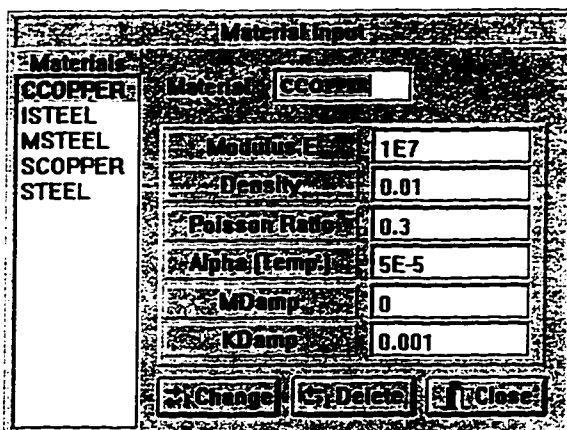 Material Input
Materials
CCOPPER
ISTEEL
MSTEEL
SCOPPER
STEEL
Material: CCOPPER
Modulus E 1E7
Density 0.01
Poisson Ratio 0.3
Alpha [Temp.] 5E-5
MDamp 0
KDamp 0.001
Change Delete Close